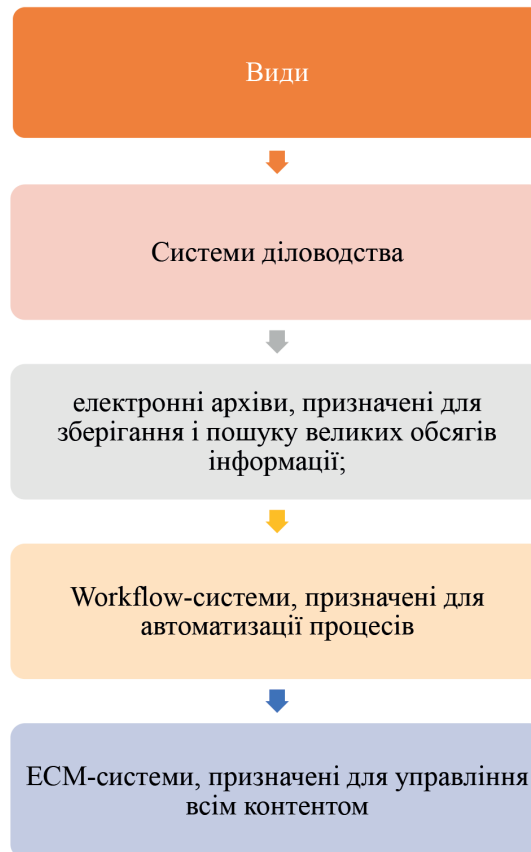 Види
Системи діловодства
електронні архіви, призначені для
зберігання і пошуку великих обсягів
інформації;
Workflow-системи, призначені для
автоматизації процесів
ECM-системи, призначені для управління
всім контентом